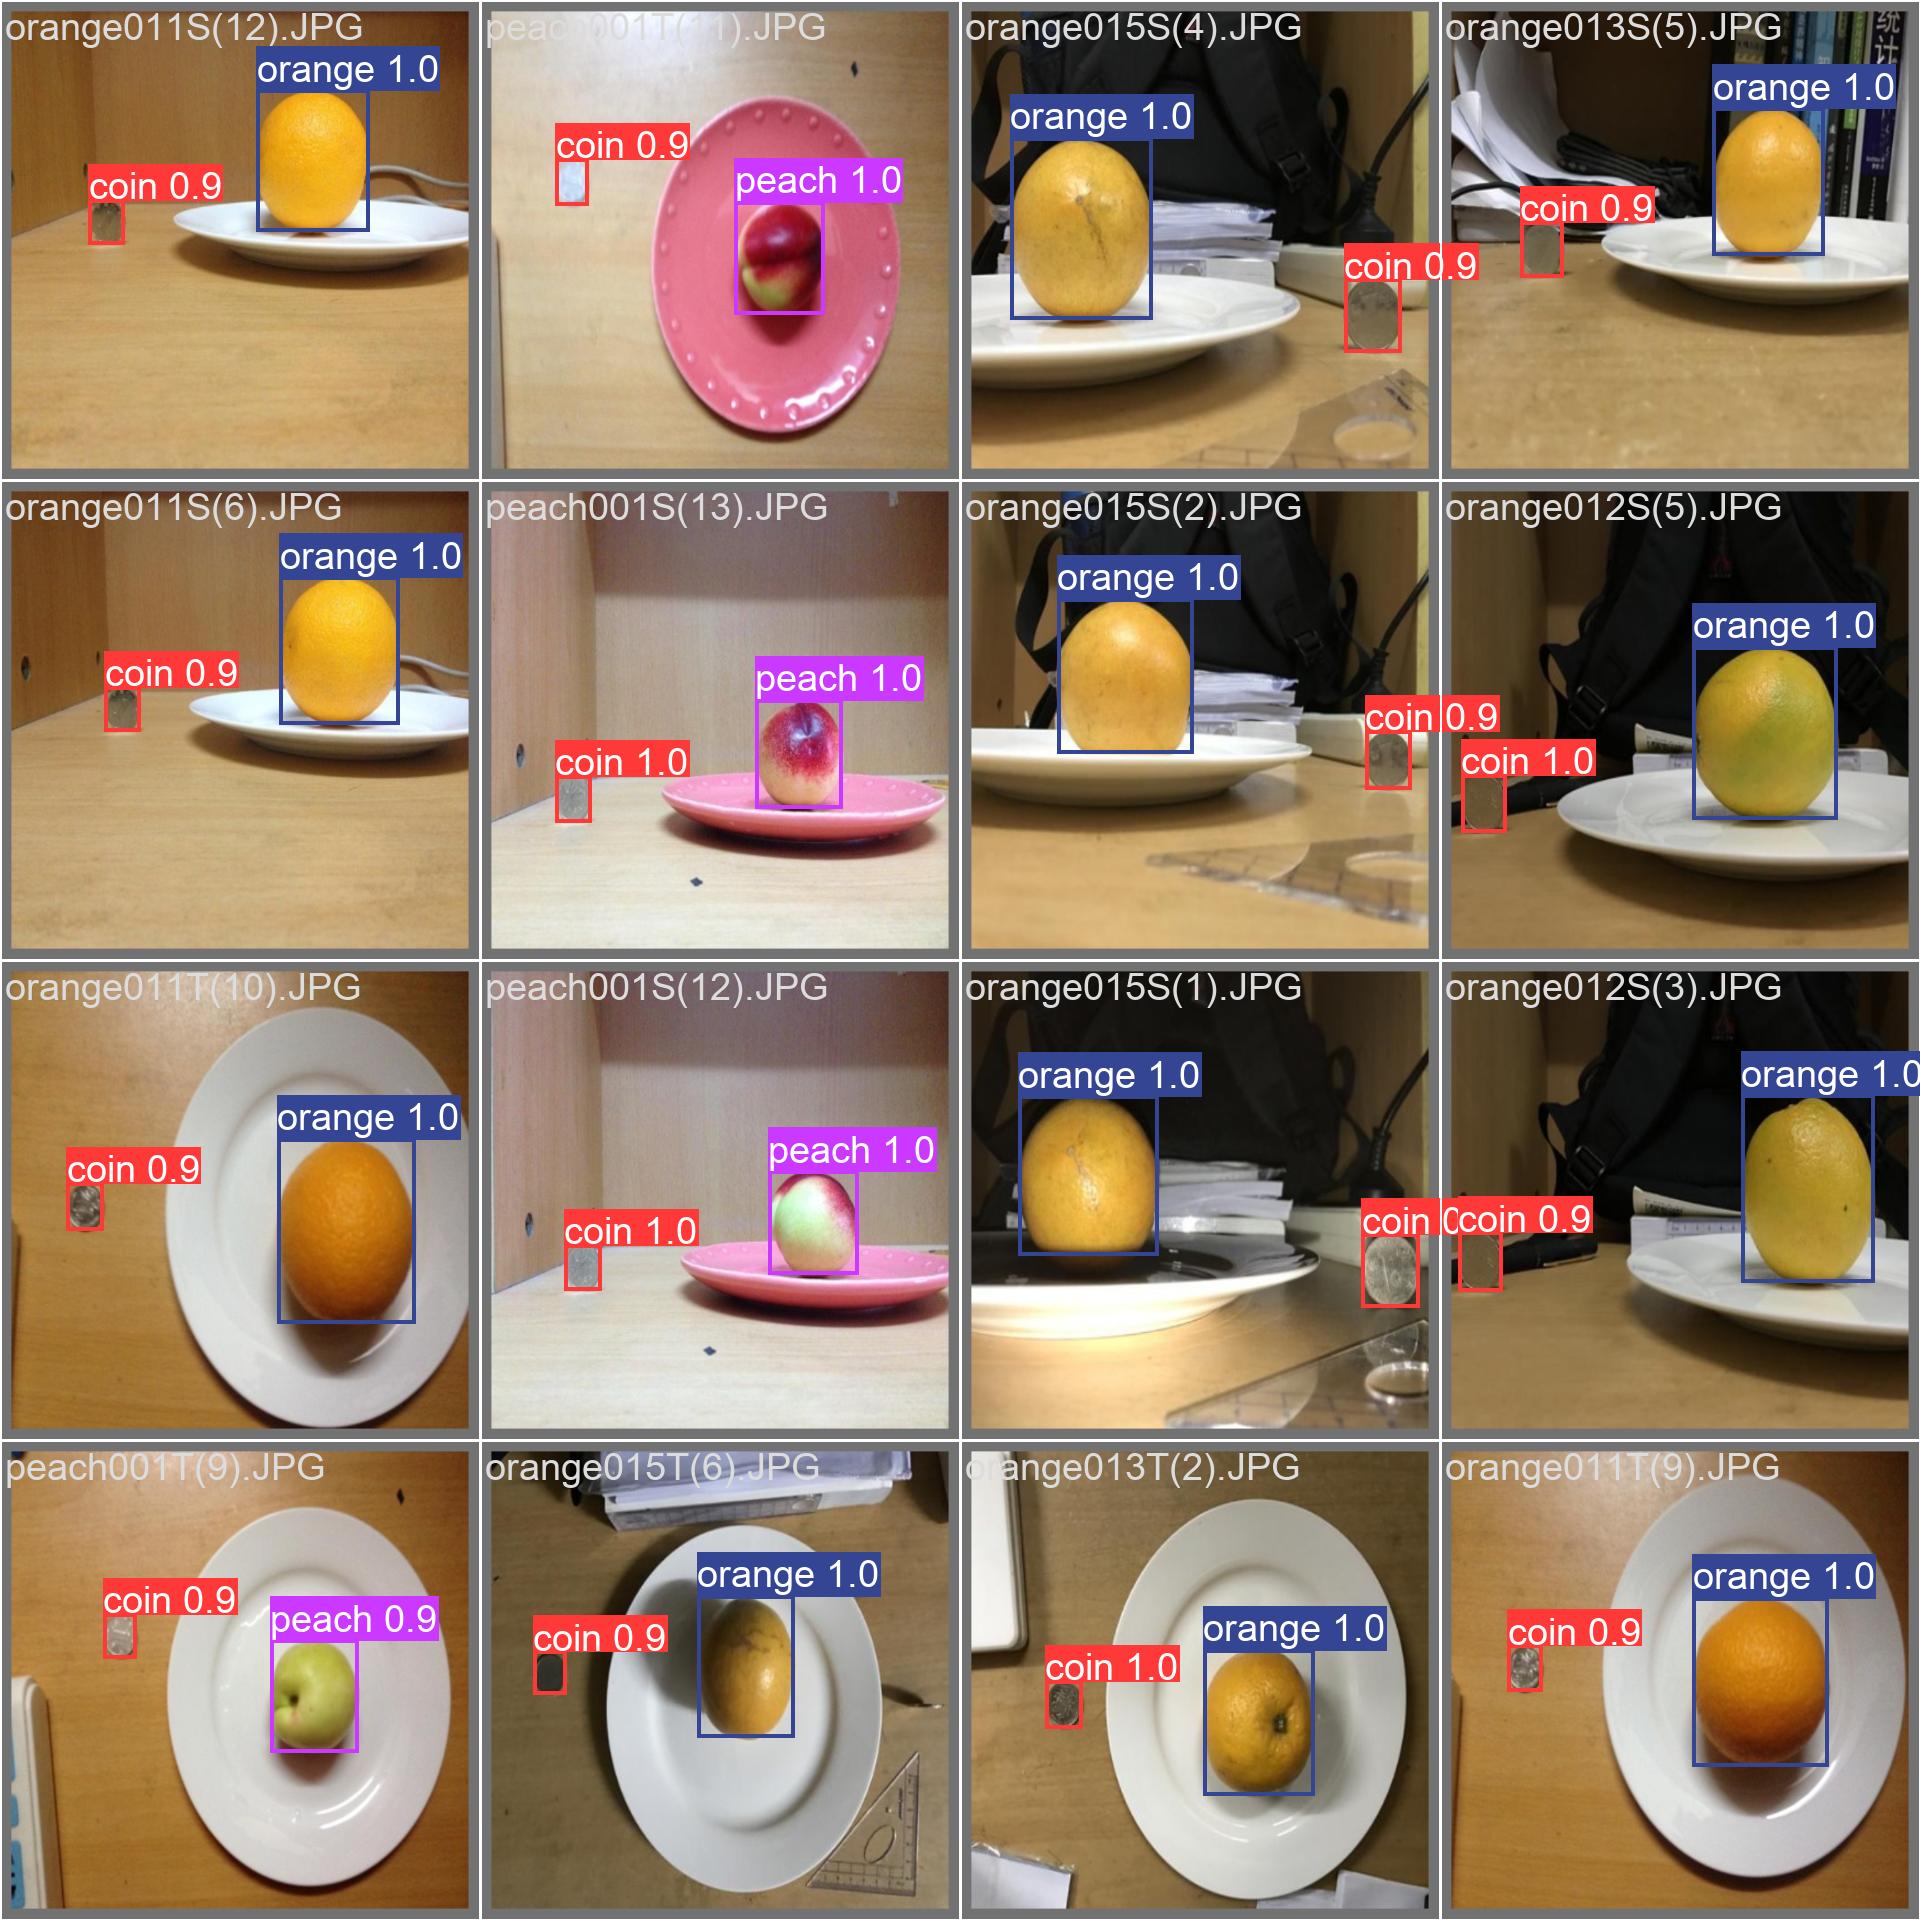 orange011S(12).JPG
orange 1.0
coin 0.9
peach001T(11).JPG
coin 0.9
peach 1.0
orange015S(4).JPG
orange 1.0
coin 0.9
orange013S(5).JPG
统计
orange 1.0
coin 0.9
orange011S(6).JPG
orange 1.0
coin 0.9
peach001S(13).JPG
peach 1.0
coin 1.0
orange015S(2).JPG
orange 1.0
coin 0.9
orange012S(5).JPG
orange 1.0
coin 1.0
orange011T(10).JPG
orange 1.0
coin 0.9
peach001S(12).JPG
peach 1.0
coin 1.0
orange015S(1).JPG
orange 1.0
coin
orange012S(3).JPG
orange 1.0
coin 0.9
peach001T(9).JPG
coin 0.9
peach 0.9
orange015T(6).JPG
orange 1.0
coin 0.9
orange013T(2).JPG
orange 1.0
coin 1.0
orange011T(9).JPG
orange 1.0
coin 0.9